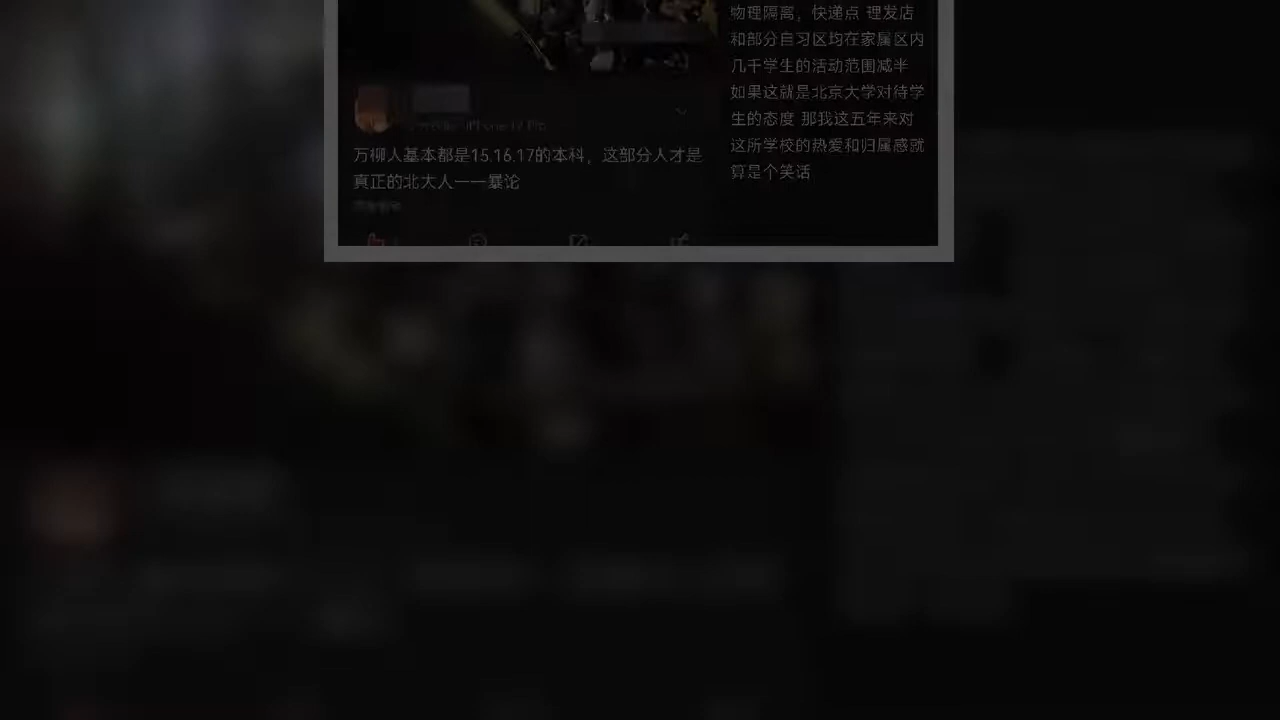 万柳人基本都是15.16.17的本科，这部分人才是
真正的北大人——暴论
物理隔离，快递点 理发店
和部分自习区均在家属区内
几千学生的活动范围减半
如果这就是北京大学对待学
生的态度 那我这五年来对
这所学校的热爱和归属感就
算是个笑话